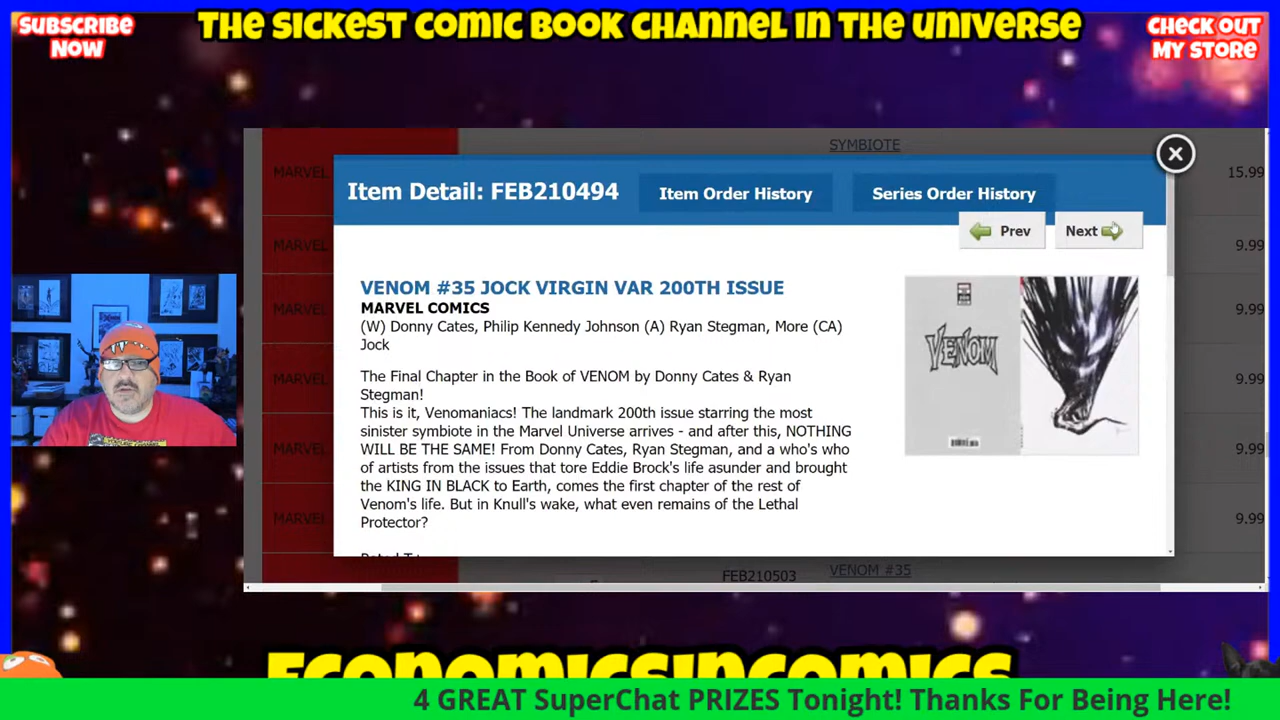 SUBSCRIBE
NOW
THE SICKEST COMIC BOOK CHANNEL IN THE UNIVERSE
CHECK OUT
MY STORE
SYMBIOTE
MARVEL
15.99
Item Detail: FEB210494
Item Order History
Series Order History
Prev
Next
MARVEL
9.99
VENOM #35 JOCK VIRGIN VAR 200TH ISSUE
MARVEL COMICS
(W) Donny Cates, Philip Kennedy Johnson (A) Ryan Stegman, More (CA)
Jock
VENOM
MARVEL
9.99
The Final Chapter in the Book of VENOM by Donny Cates & Ryan
Stegman!
MARVEL
9.99
This is it, Venomaniacs! The landmark 200th issue starring the most
sinister symbiote in the Marvel Universe arrives - and after this, NOTHING
WILL BE THE SAME! From Donny Cates, Ryan Stegman, and a who's who
MARVEL
9.99
of artists from the issues that tore Eddie Brock's life asunder and brought
the KING IN BLACK to Earth, comes the first chapter of the rest of
Venom's life. But in Knull's wake, what even remains of the Lethal
Protector?
MARVEL
9.99
FEB210503
VENOM #35
ECONOMICSINCOMICS
4 GREAT SuperChat PRIZES Tonight! Thanks For Being Here!